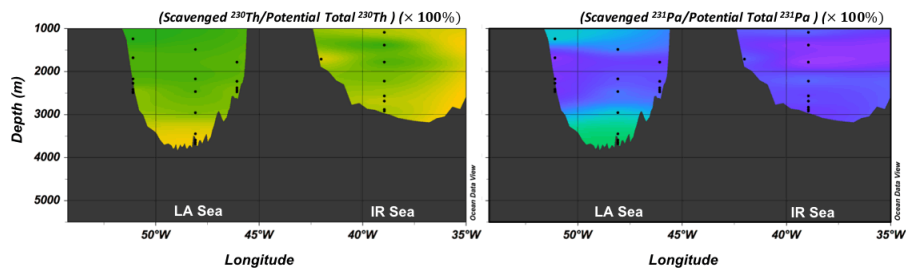 (Scavenged ²³⁰Th/Potential Total ²³⁰Th ) (× 100%)
(Scavenged ²³¹Pa/Potential Total ²³¹Pa ) (× 100%)
Depth (m)
1000
2000
3000
4000
5000
LA Sea
IR Sea
Ocean Data View
50°W
45°W
40°W
35°W
Longitude
LA Sea
IR Sea
Ocean Data View
50°W
45°W
40°W
35°W
Longitude